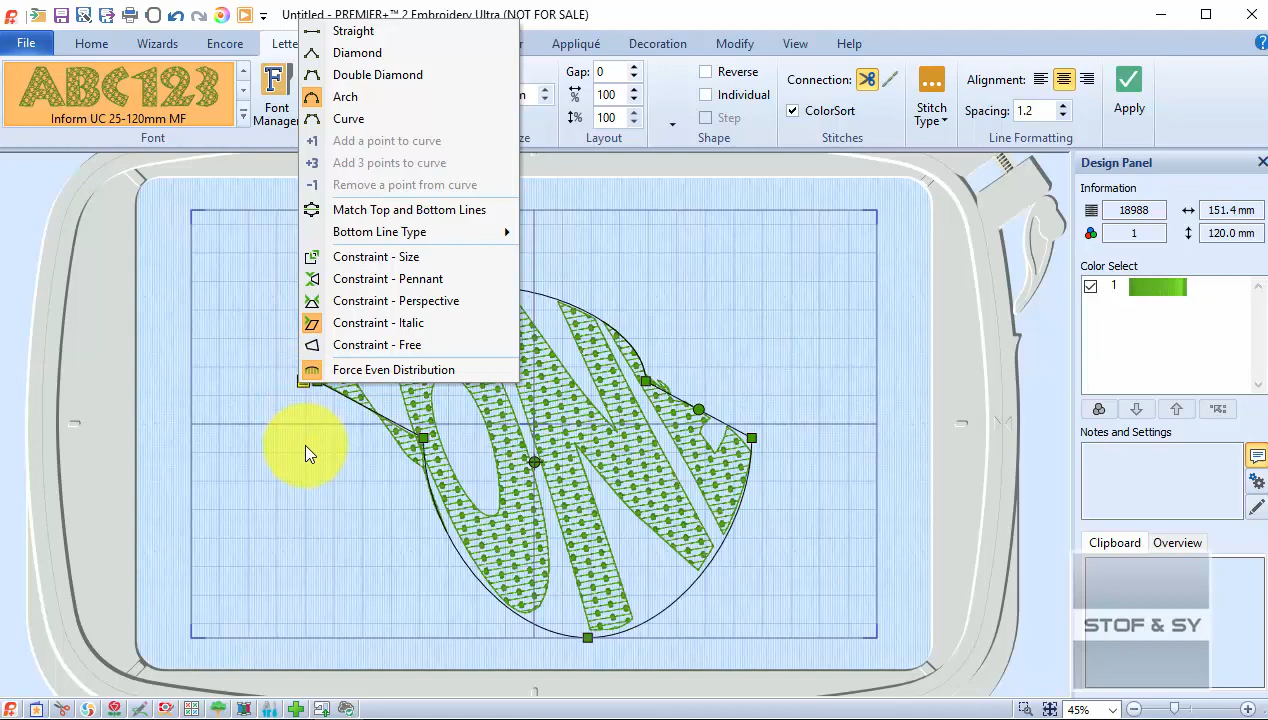 Untitled - PREMIER+™ 2 Embroidery Ultra (NOT FOR SALE)
File
Home
Wizards
Encore
Lette
r
Appliqué
Decoration
Modify
View
Help
ABC123
Inform UC 25-120mm MF
Font
Font
Manager
Straight
Diamond
Double Diamond
Arch
Curve
+1 Add a point to curve
+3 Add 3 points to curve
-1 Remove a point from curve
Match Top and Bottom Lines
Bottom Line Type
Constraint - Size
Constraint - Pennant
Constraint - Perspective
Constraint - Italic
Constraint - Free
Force Even Distribution
m
ze
Gap: 0
% 100
% 100
Layout
Reverse
Individual
Step
Shape
Connection:
ColorSort
Stitches
Stitch
Type
Alignment:
Spacing: 1.2
Line Formatting
Apply
Design Panel
Information
18988
151.4 mm
1
120.0 mm
Color Select
1
Notes and Settings
Clipboard
Overview
STOF & SY
45%